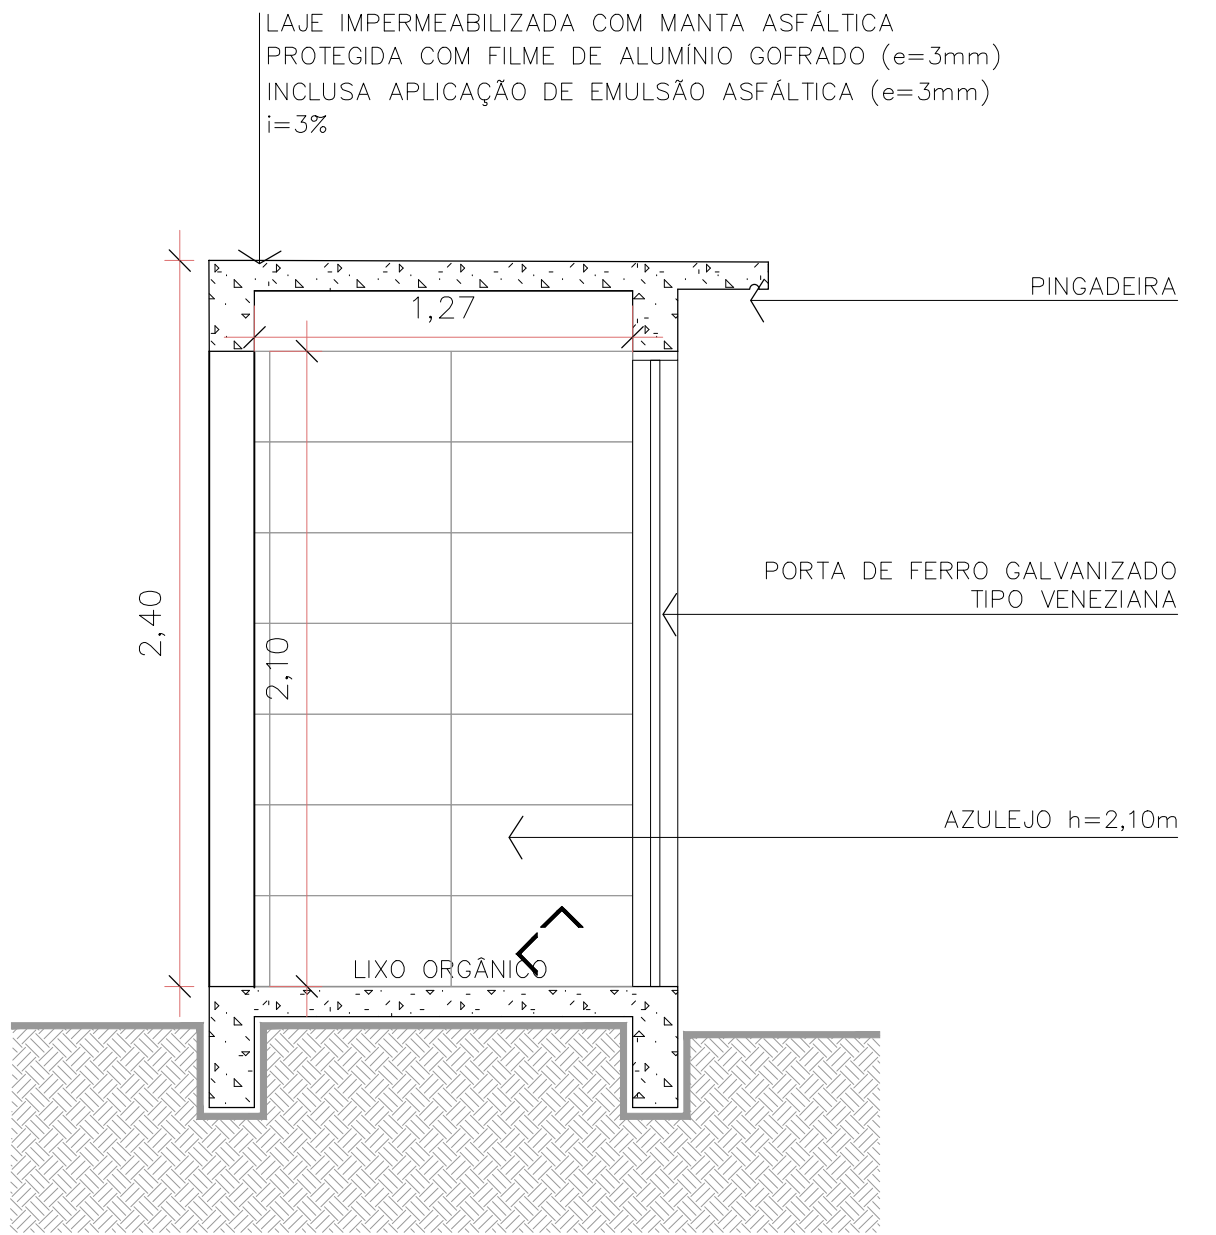 LAJE IMPERMEABILIZADA COM MANTA ASFÁLTICA
PROTEGIDA COM FILME DE ALUMÍNIO GOFRADO (e=3mm)
INCLUSA APLICAÇÃO DE EMULSÃO ASFÁLTICA (e=3mm)
i=3%
PINGADEIRA
1,27
PORTA DE FERRO GALVANIZADO
TIPO VENEZIANA
2,40
2,10
AZULEJO h=2,10m
LIXO ORGÂNICO